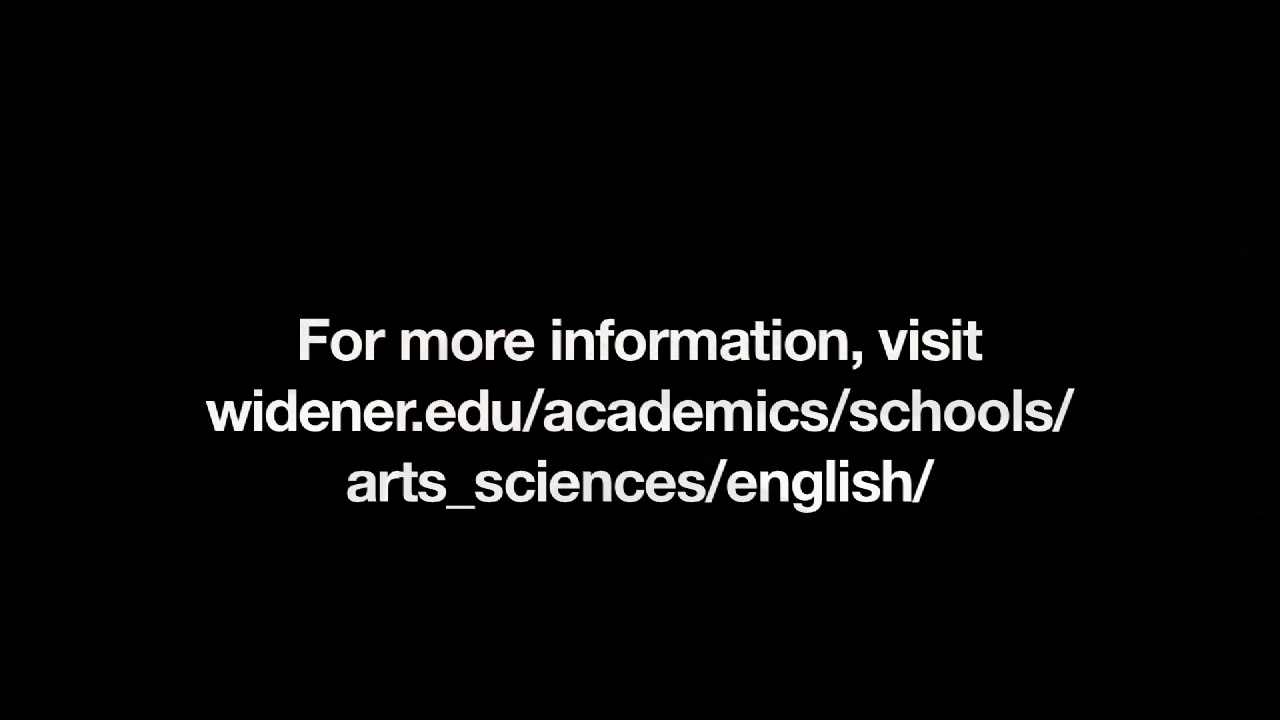 For more information, visit
widener.edu/academics/schools/
arts_sciences/english/